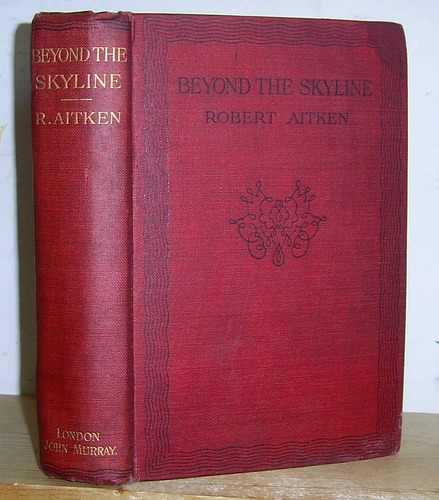 BEYOND THE
SKYLINE
R. AITKEN
LONDON
JOHN MURRAY.
BEYOND THE SKYLINE
ROBERT AITKEN